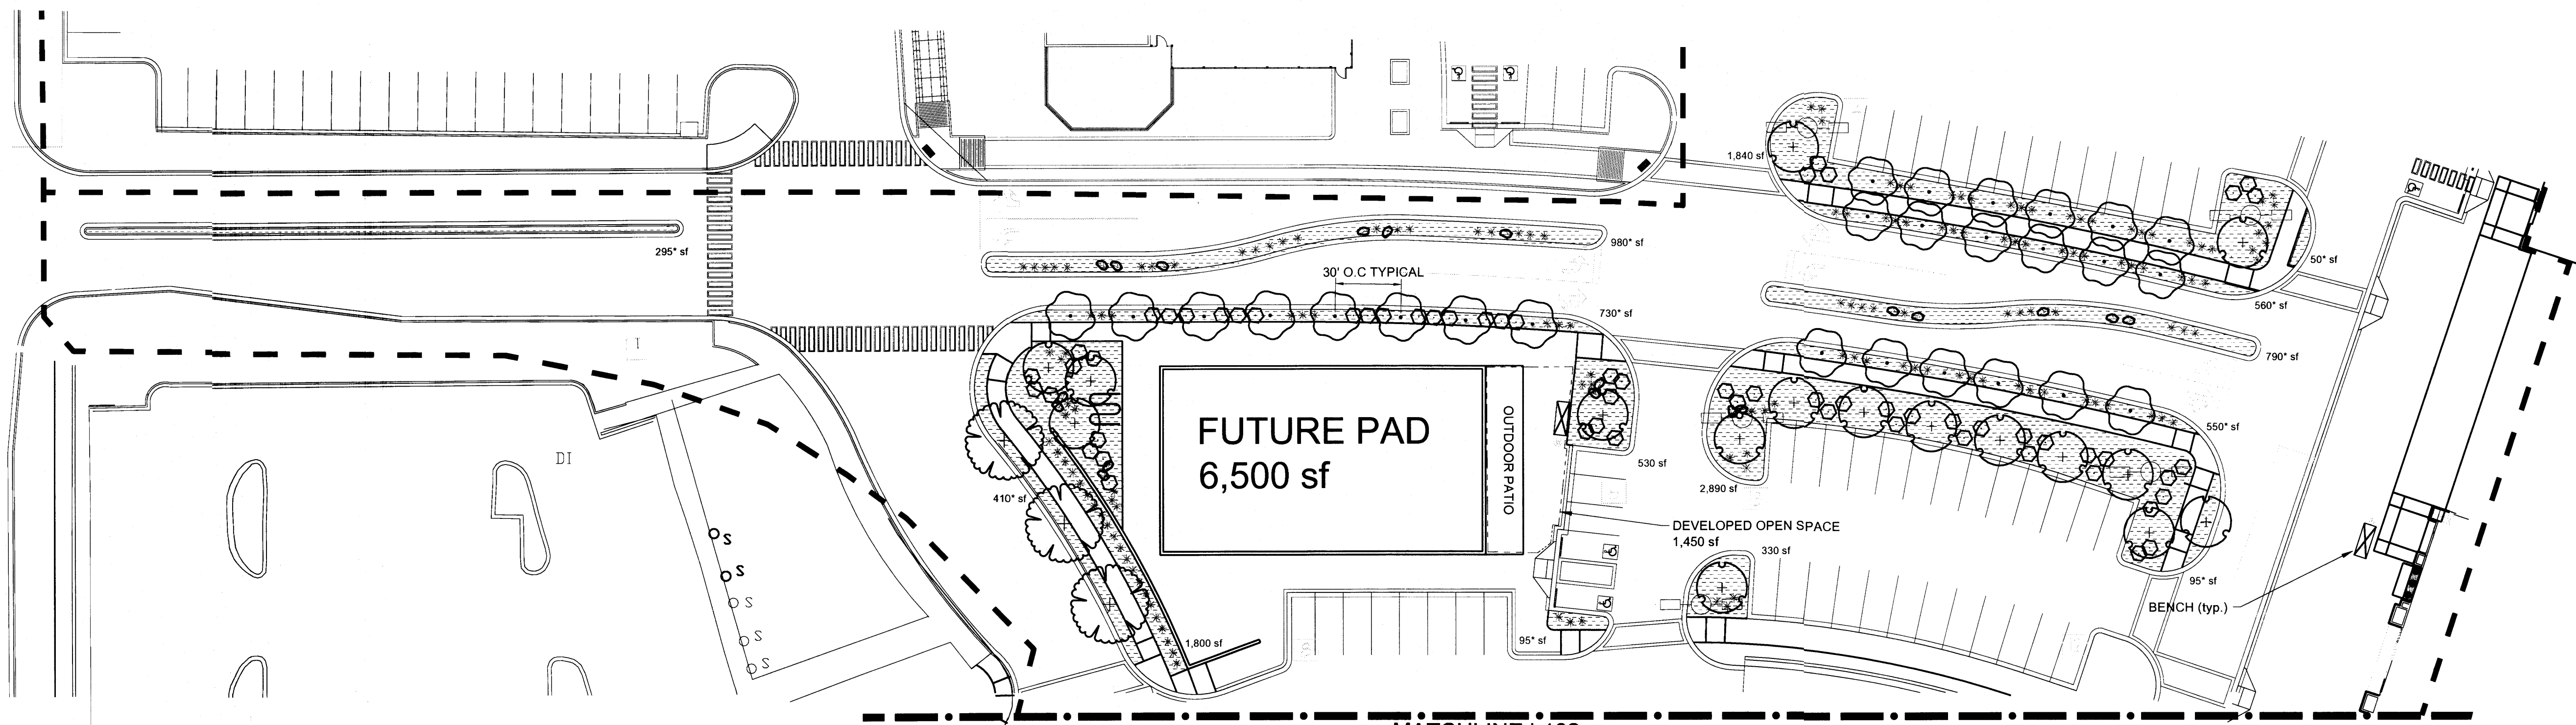 1,840 sf
295* sf
980* sf
50* sf
30' O.C TYPICAL
560* sf
730* sf
790* sf
FUTURE PAD
6,500 sf
OUTDOOR PATIO
550* sf
DI
530 sf
2,890 sf
410* sf
DEVELOPED OPEN SPACE
1,450 sf
330 sf
S
S
S
S
S
95* sf
BENCH (typ.)
1,800 sf
95* sf